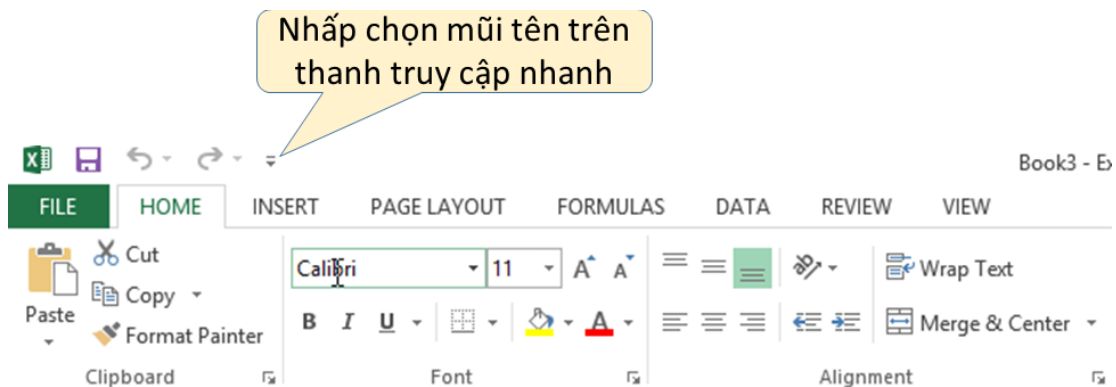 Nhấp chọn mũi tên trên
thanh truy cập nhanh
Book3 - Ex
FILE HOME INSERT PAGE LAYOUT FORMULAS DATA REVIEW VIEW
Cut
Calibri 11 A A
Wrap Text
Copy
Paste
B I U A
Merge & Center
Format Painter
Clipboard Font Alignment